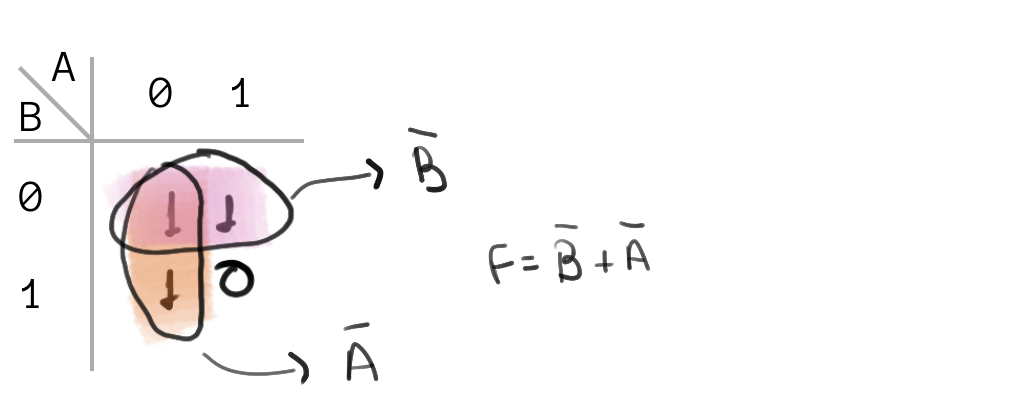 A
B
0 1
B̅
0 1 1
F = B̅ + A̅
1 1 0
A̅